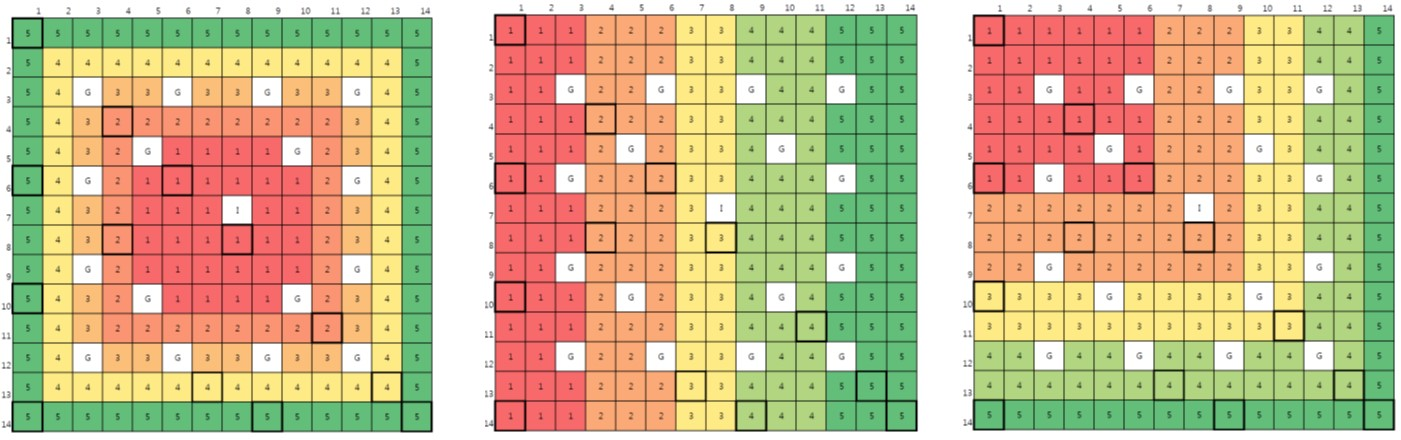 1 2 3 4 5 6 7 8 9 10 11 12 13 14
1 5 5 5 5 5 5 5 5 5 5 5 5 5 5
2 5 4 4 4 4 4 4 4 4 4 4 4 4 5
3 5 4 G 3 3 G 3 3 G 3 3 G 4 5
4 5 4 3 2 2 2 2 2 2 2 2 3 4 5
5 5 4 3 2 G 1 1 1 1 G 2 3 4 5
6 5 4 G 2 1 1 1 1 1 1 2 G 4 5
7 5 4 3 2 1 1 1 I 1 1 2 3 4 5
8 5 4 3 2 1 1 1 1 1 1 2 3 4 5
9 5 4 G 2 1 1 1 1 1 1 2 G 4 5
10 5 4 3 2 G 1 1 1 1 G 2 3 4 5
11 5 4 3 2 2 2 2 2 2 2 2 3 4 5
12 5 4 G 3 3 G 3 3 G 3 3 G 4 5
13 5 4 4 4 4 4 4 4 4 4 4 4 4 5
14 5 5 5 5 5 5 5 5 5 5 5 5 5 5
1 2 3 4 5 6 7 8 9 10 11 12 13 14
1 1 1 1 2 2 2 3 3 4 4 4 5 5 5
2 1 1 1 2 2 2 3 3 4 4 4 5 5 5
3 1 1 G 2 2 G 3 3 G 4 4 G 5 5
4 1 1 1 2 2 2 3 3 4 4 4 5 5 5
5 1 1 1 2 G 2 3 3 4 G 4 5 5 5
6 1 1 G 2 2 2 3 3 4 4 4 G 5 5
7 1 1 1 2 2 2 3 I 4 4 4 5 5 5
8 1 1 1 2 2 2 3 3 4 4 4 5 5 5
9 1 1 G 2 2 2 3 3 4 4 4 G 5 5
10 1 1 1 2 G 2 3 3 4 G 4 5 5 5
11 1 1 1 2 2 2 3 3 4 4 4 5 5 5
12 1 1 G 2 2 G 3 3 G 4 4 G 5 5
13 1 1 1 2 2 2 3 3 4 4 4 5 5 5
14 1 1 1 2 2 2 3 3 4 4 4 5 5 5
1 2 3 4 5 6 7 8 9 10 11 12 13 14
1 1 1 1 1 1 1 2 2 2 3 3 4 4 5
2 1 1 1 1 1 1 2 2 2 3 3 4 4 5
3 1 1 G 1 1 G 2 2 G 3 3 G 4 5
4 1 1 1 1 1 1 2 2 2 3 3 4 4 5
5 1 1 1 1 G 1 2 2 2 G 3 4 4 5
6 1 1 G 1 1 1 2 2 2 3 3 G 4 5
7 2 2 2 2 2 2 2 I 2 3 3 4 4 5
8 2 2 2 2 2 2 2 2 2 3 3 4 4 5
9 2 2 G 2 2 2 2 2 2 3 3 G 4 5
10 3 3 3 3 G 3 3 3 3 G 3 4 4 5
11 3 3 3 3 3 3 3 3 3 3 3 4 4 5
12 4 4 G 4 4 G 4 4 G 4 4 G 4 5
13 4 4 4 4 4 4 4 4 4 4 4 4 4 5
14 5 5 5 5 5 5 5 5 5 5 5 5 5 5